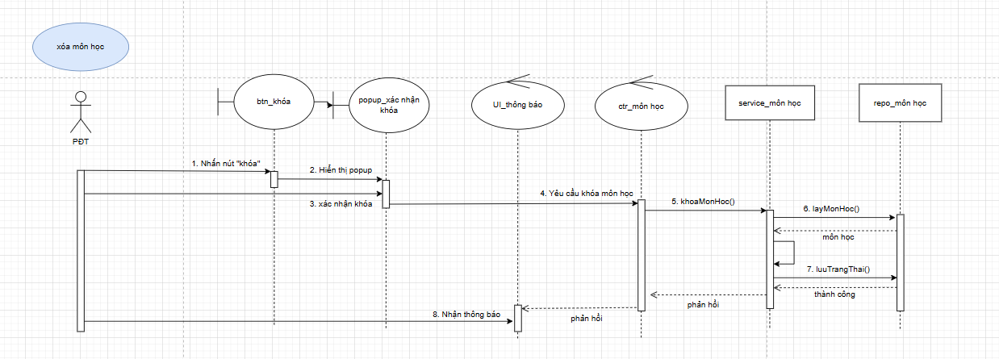 xóa môn học
PĐT
btn_khóa
popup_xác nhận
khóa
UI_thông báo
ctr_môn học
service_môn học
repo_môn học
1. Nhấn nút "khóa"
2. Hiển thị popup
3. xác nhận khóa
4. Yêu cầu khóa môn học
5. khoaMonHoc()
6. layMonHoc()
môn học
7. luuTrangThai()
thành công
phản hồi
phản hồi
8. Nhận thông báo